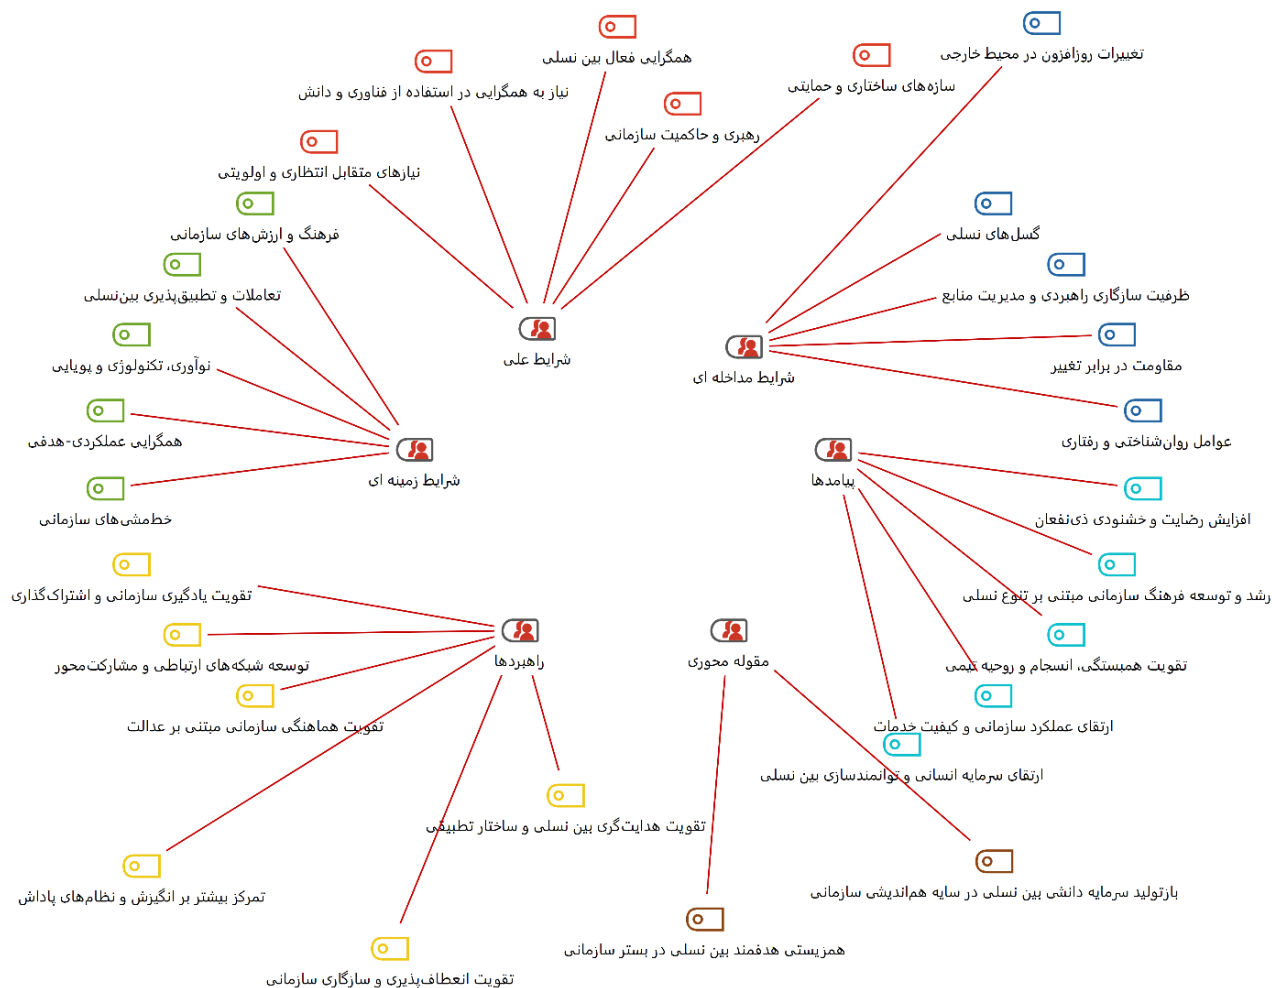 تغییرات روزافزون در محیط خارجی
همگرایی فعال بین نسلی
سازه‌های ساختاری و حمایتی
نیاز به همگرایی در استفاده از فناوری و دانش
رهبری و حاکمیت سازمانی
نیازهای متقابل انتظاری و اولویتی
فرهنگ و ارزش‌های سازمانی
گسل‌های نسلی
تعاملات و تطبیق‌پذیری بین‌نسلی
ظرفیت سازگاری راهبردی و مدیریت منابع
شرایط علی
نوآوری، تکنولوژی و پویایی
مقاومت در برابر تغییر
شرایط مداخله ای
همگرایی عملکردی-هدفی
عوامل روان‌شناختی و رفتاری
شرایط زمینه ای
پیامدها
خط‌مشی‌های سازمانی
افزایش رضایت و خشنودی ذی‌نفعان
تقویت یادگیری سازمانی و اشتراک‌گذاری
رشد و توسعه فرهنگ سازمانی مبتنی بر تنوع نسلی
راهبردها
مقوله محوری
توسعه شبکه‌های ارتباطی و مشارکت‌محور
تقویت همبستگی، انسجام و روحیه تیمی
تقویت هماهنگی سازمانی مبتنی بر عدالت
ارتقای عملکرد سازمانی و کیفیت خدمات
ارتقای سرمایه انسانی و توانمندسازی بین نسلی
تقویت هدایت‌گری بین نسلی و ساختار تطبیقی
تمرکز بیشتر بر انگیزش و نظام‌های پاداش
بازتولید سرمایه دانشی بین نسلی در سایه هم‌اندیشی سازمانی
همزیستی هدفمند بین نسلی در بستر سازمانی
تقویت انعطاف‌پذیری و سازگاری سازمانی